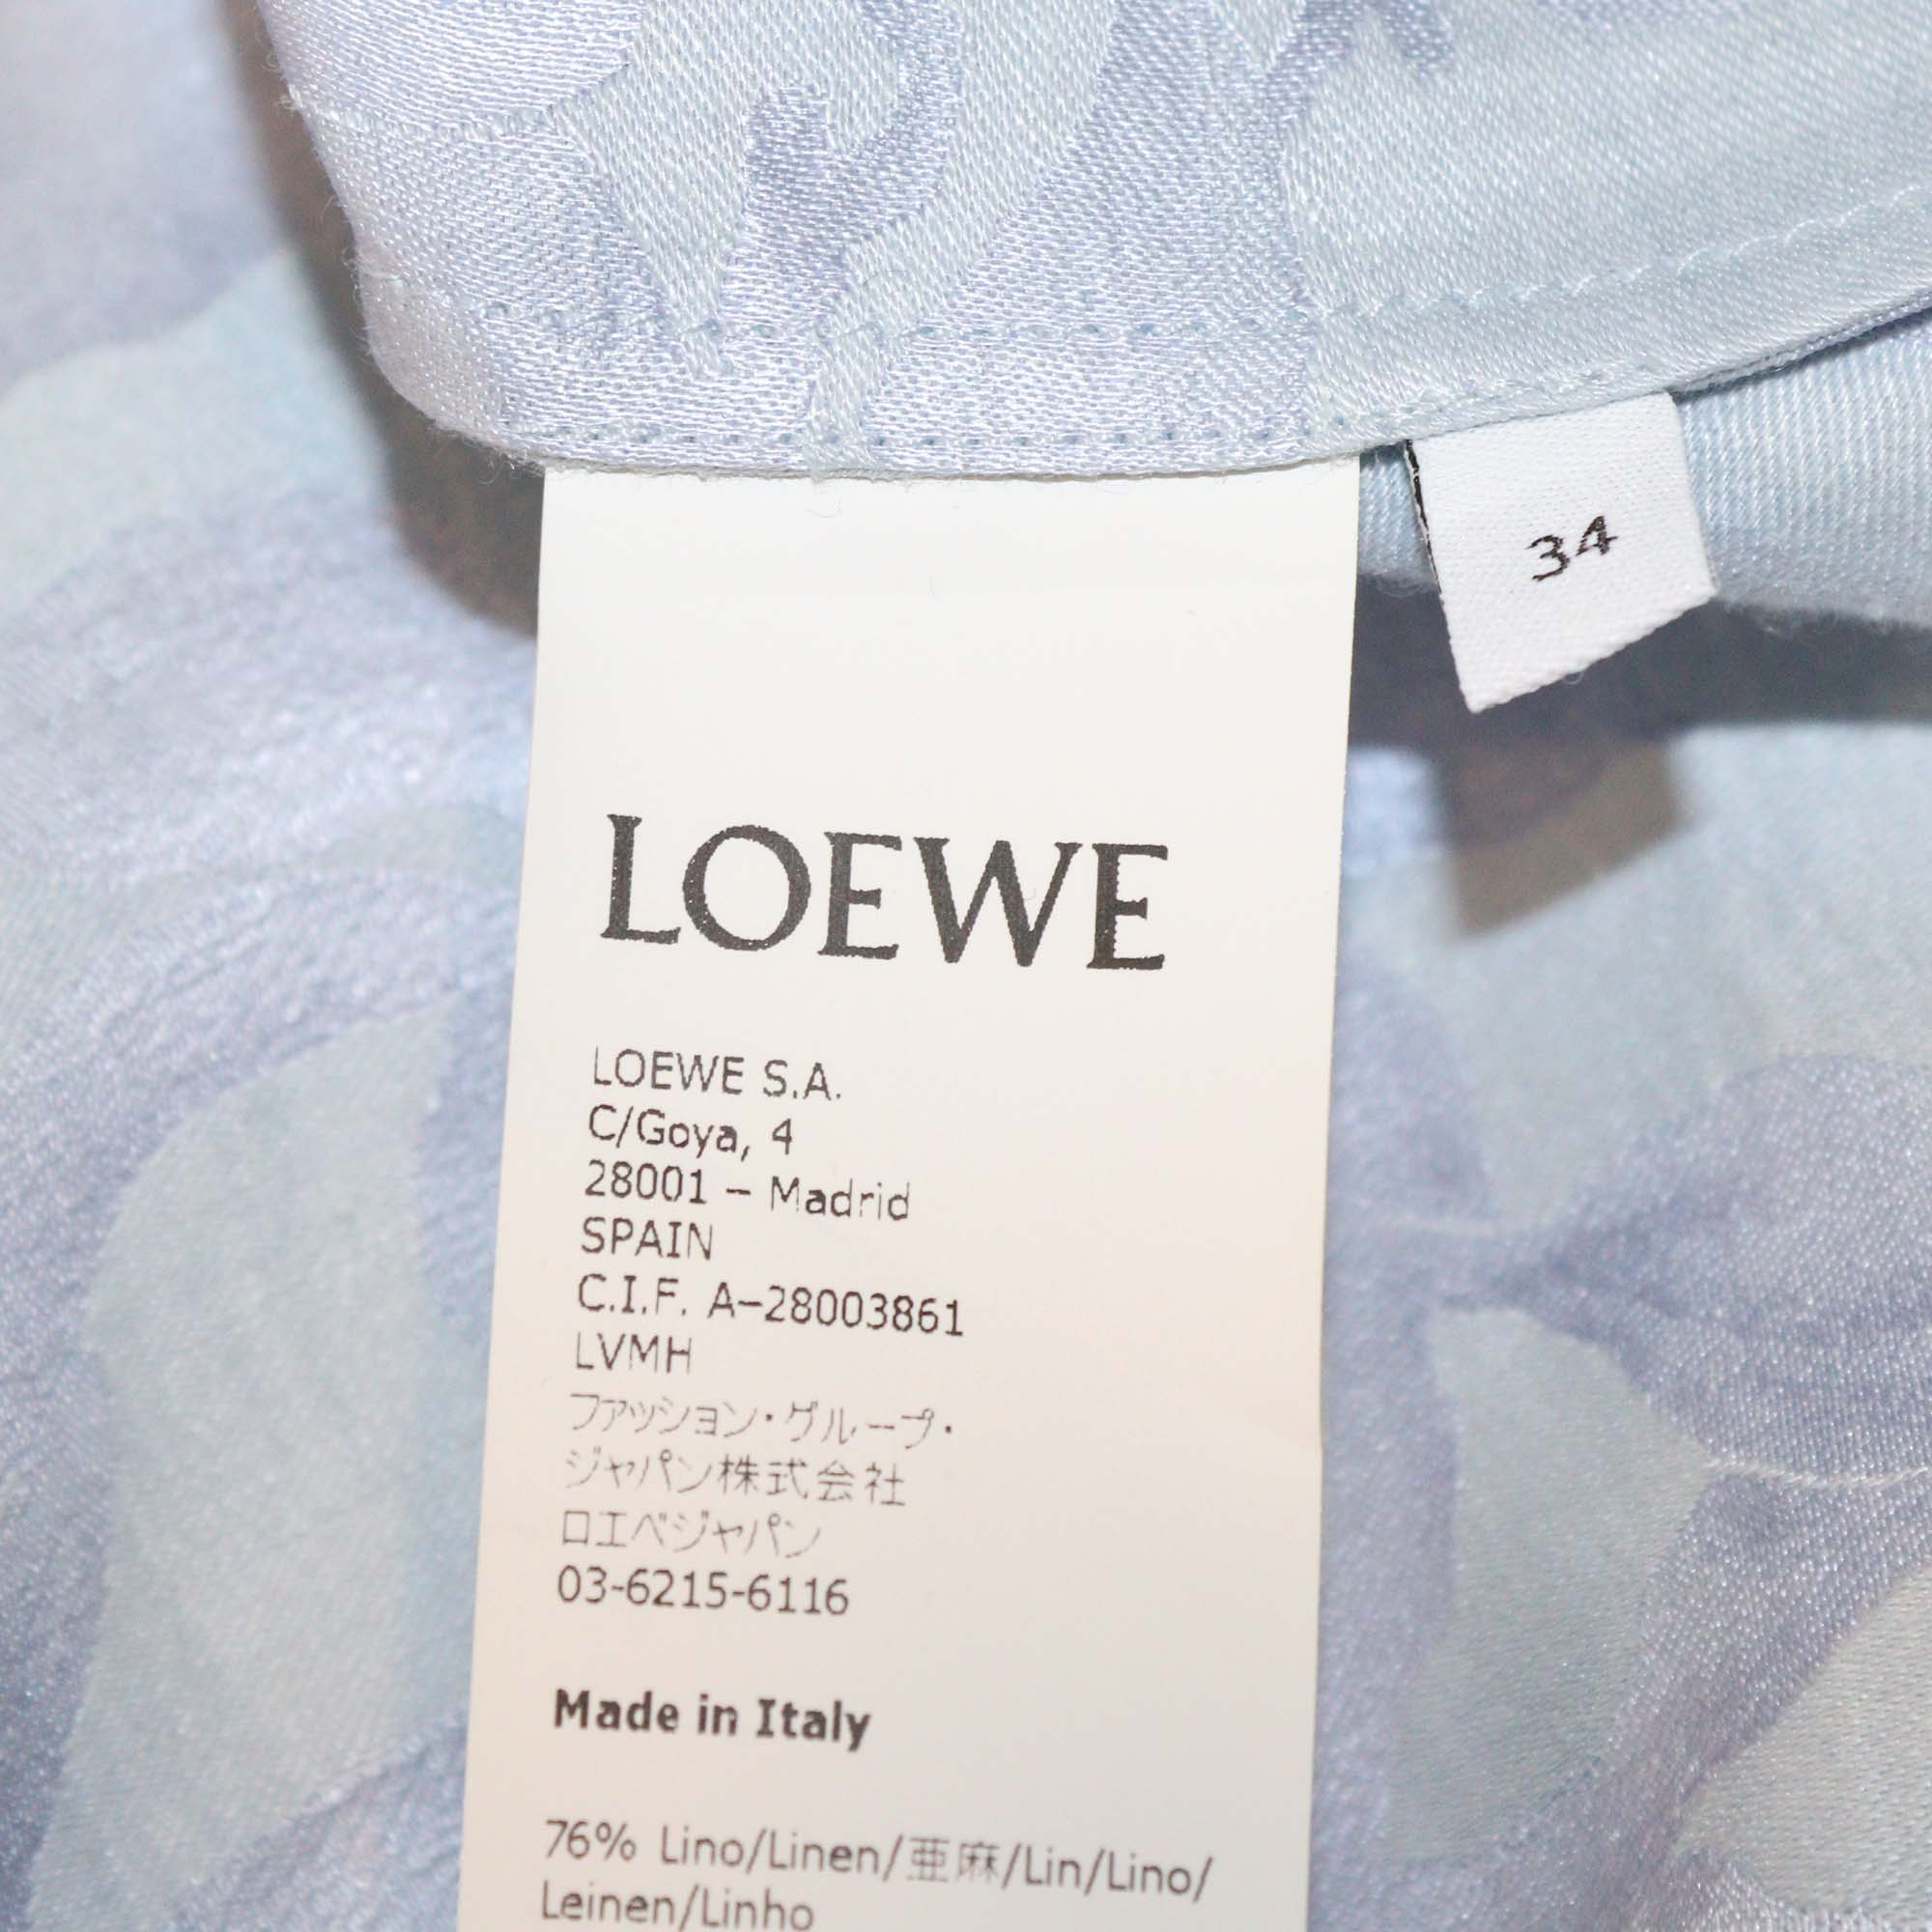 34
LOEWE
LOEWE S.A.
C/Goya, 4
28001 – Madrid
SPAIN
C.I.F. A–28003861
LVMH
ファッション・グループ・
ジャパン株式会社
ロエベジャパン
03-6215-6116
Made in Italy
76% Lino/Linen/亜麻/Lin/Lino/
Leinen/Linho